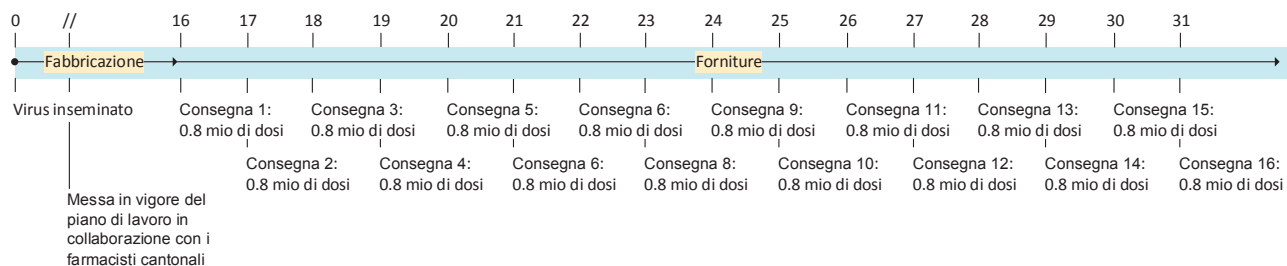 0 // 16 17 18 19 20 21 22 23 24 25 26 27 28 29 30 31
Fabbricazione Forniture
Virus inseminato
Consegna 1:
0.8 mio di dosi
Consegna 3:
0.8 mio di dosi
Consegna 5:
0.8 mio di dosi
Consegna 6:
0.8 mio di dosi
Consegna 9:
0.8 mio di dosi
Consegna 11:
0.8 mio di dosi
Consegna 13:
0.8 mio di dosi
Consegna 15:
0.8 mio di dosi
Consegna 2:
0.8 mio di dosi
Consegna 4:
0.8 mio di dosi
Consegna 6:
0.8 mio di dosi
Consegna 8:
0.8 mio di dosi
Consegna 10:
0.8 mio di dosi
Consegna 12:
0.8 mio di dosi
Consegna 14:
0.8 mio di dosi
Consegna 16:
0.8 mio di dosi
Messa in vigore del
piano di lavoro in
collaborazione con i
farmacisti cantonali